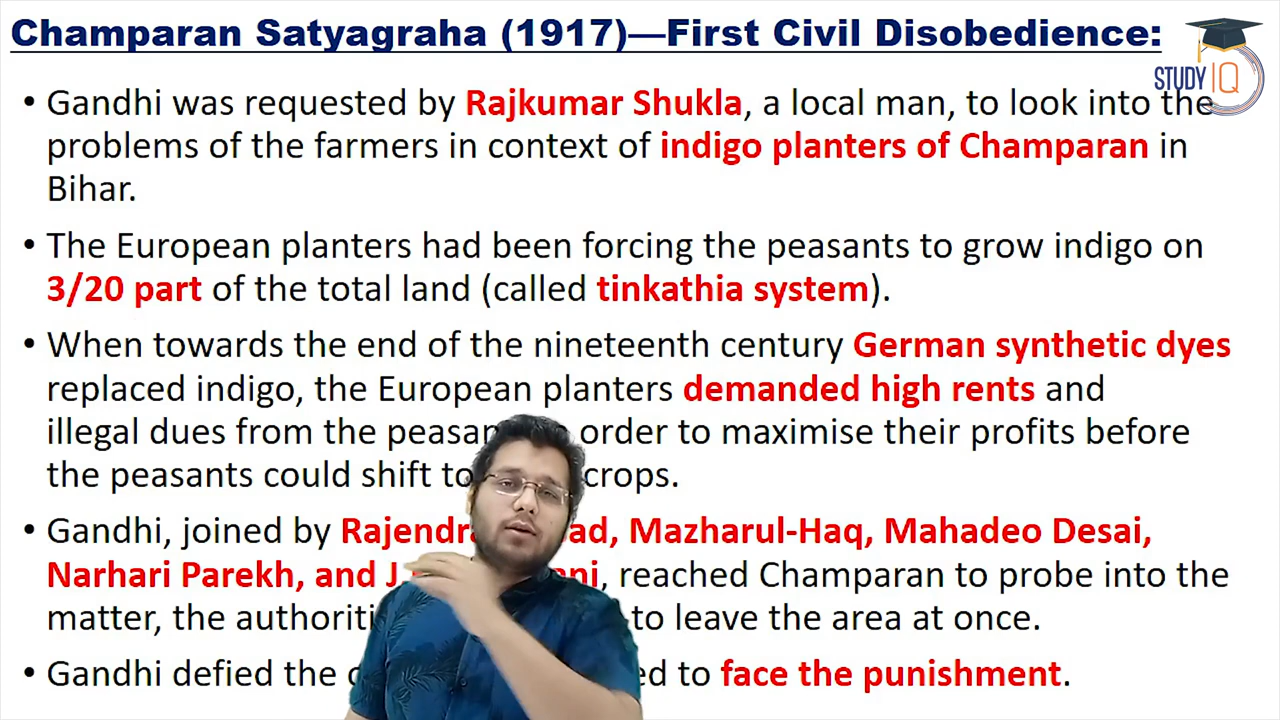 Champaran Satyagraha (1917)—First Civil Disobedience:
STUDY IQ
• Gandhi was requested by Rajkumar Shukla, a local man, to look into the
problems of the farmers in context of indigo planters of Champaran in
Bihar.
• The European planters had been forcing the peasants to grow indigo on
3/20 part of the total land (called tinkathia system).
• When towards the end of the nineteenth century German synthetic dyes
replaced indigo, the European planters demanded high rents and
illegal dues from the order to maximise their profits before
the peasants could shift to crops.
• Gandhi, joined by Mazharul-Haq, Mahadeo Desai,
Narhari Parekh, and J , reached Champaran to probe into the
matter, the to leave the area at once.
• Gandhi defied the to face the punishment.